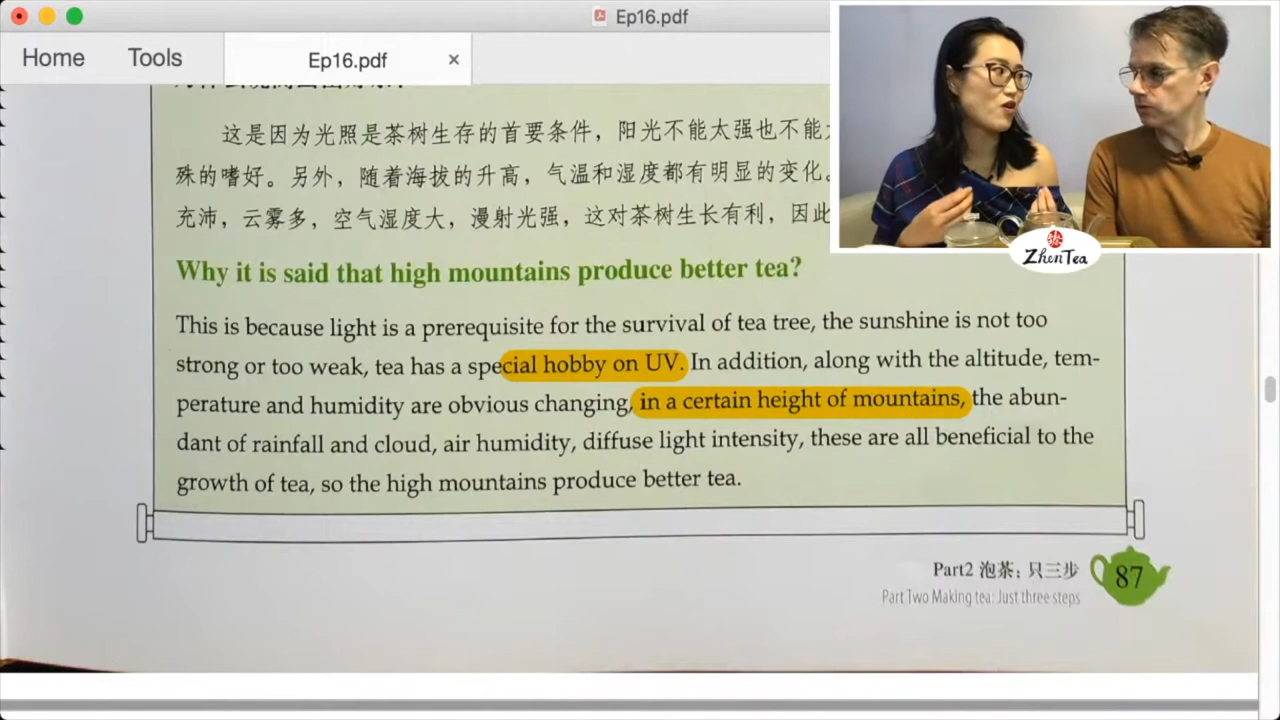 Ep16.pdf
Home Tools Ep16.pdf ×
这是因为光照是茶树生存的首要条件，阳光不能太强也不能
殊的嗜好。另外，随着海拔的升高，气温和湿度都有明显的变化。
充沛，云雾多，空气湿度大，漫射光强，这对茶树生长有利，因此
Why it is said that high mountains produce better tea?
This is because light is a prerequisite for the survival of tea tree, the sunshine is not too
strong or too weak, tea has a special hobby on UV. In addition, along with the altitude, tem-
perature and humidity are obvious changing, in a certain height of mountains, the abun-
dant of rainfall and cloud, air humidity, diffuse light intensity, these are all beneficial to the
growth of tea, so the high mountains produce better tea.
Part2 泡茶：只三步
Part Two Making tea: Just three steps
87
ZhenTea